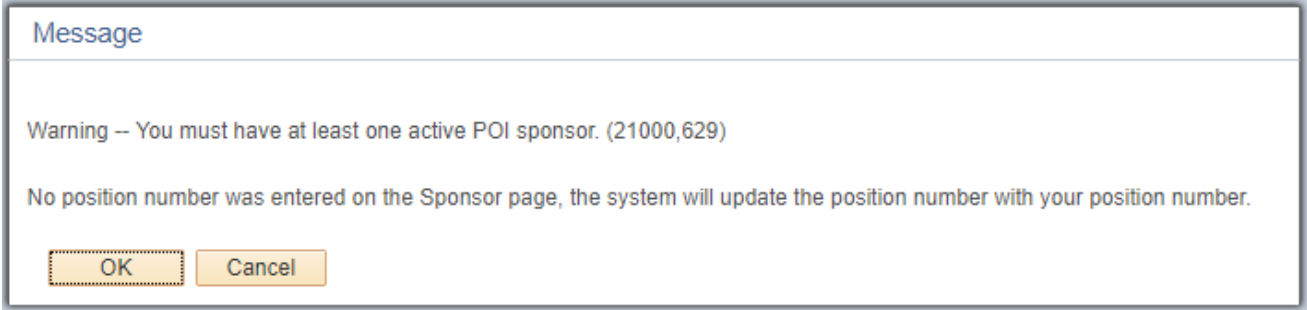 Message
Warning -- You must have at least one active POI sponsor. (21000,629)
No position number was entered on the Sponsor page, the system will update the position number with your position number.
OK Cancel